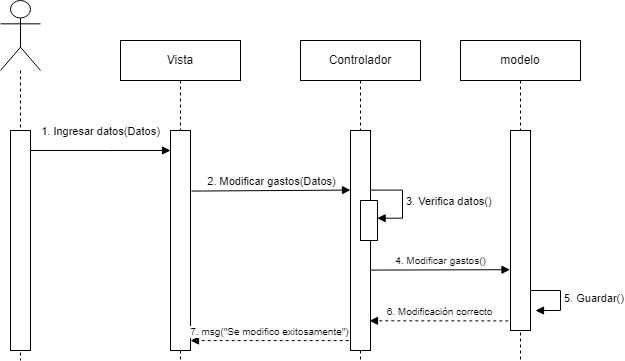 Vista
Controlador
modelo
1. Ingresar datos(Datos)
2. Modificar gastos(Datos)
3. Verifica datos()
4. Modificar gastos()
5. Guardar()
6. Modificación correcto
7. msg("Se modifico exitosamente")